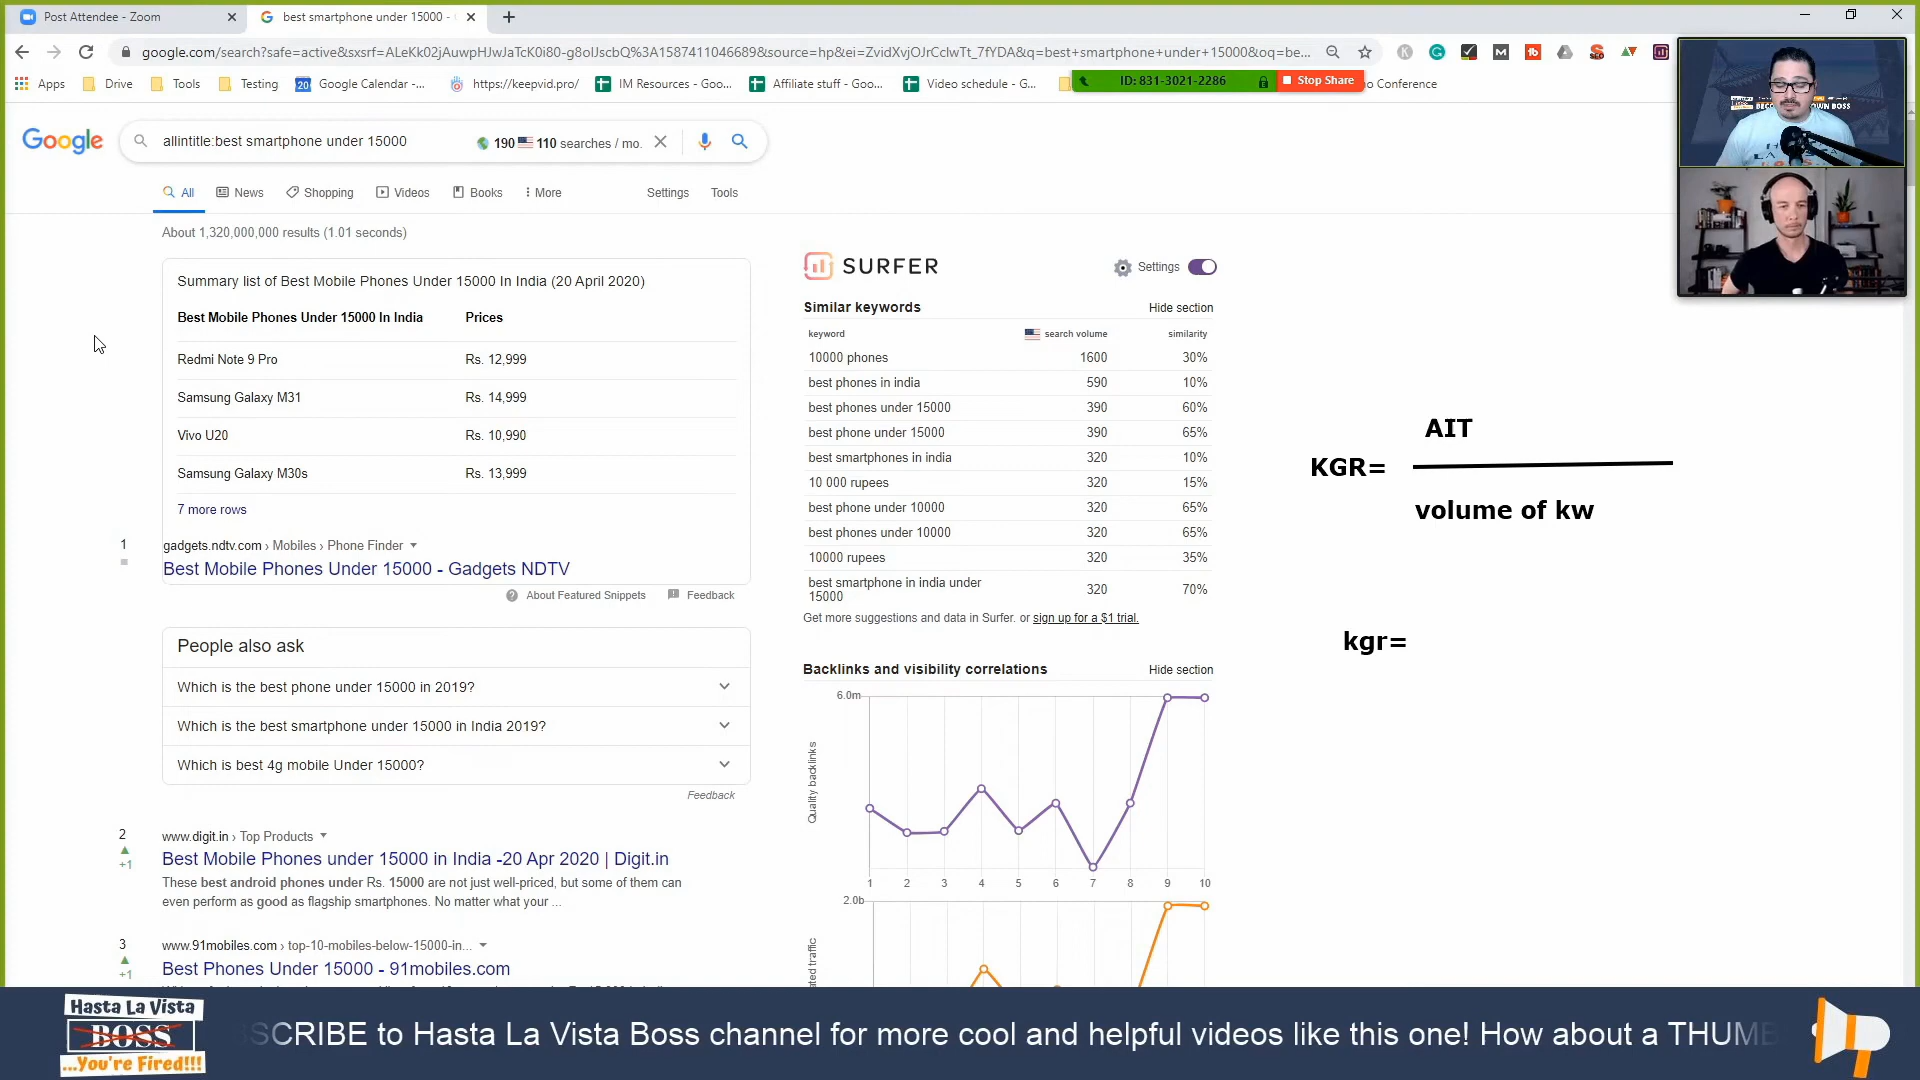 Post Attendee - Zoom
best smartphone under 15000 -
google.com/search?safe=active&sxsrf=ALeKk02jAuwpHJwJaTcK0i80-g8oIJscbQ%3A1587411046689&source=hp&ei=ZvidXvjOJrCclwTt_7fYDA&q=best+smartphone+under+15000&oq=be...
Apps
Drive
Tools
Testing
Google Calendar -...
https://keepvid.pro/
IM Resources - Goo...
Affiliate stuff - Goo...
Video schedule - G...
ID: 831-3021-2286
Stop Share
o Conference
Google
allintitle:best smartphone under 15000
190 110 searches / mo.
All
News
Shopping
Videos
Books
More
Settings
Tools
About 1,320,000,000 results (1.01 seconds)
Summary list of Best Mobile Phones Under 15000 In India (20 April 2020)
Best Mobile Phones Under 15000 In India Prices
Redmi Note 9 Pro Rs. 12,999
Samsung Galaxy M31 Rs. 14,999
Vivo U20 Rs. 10,990
Samsung Galaxy M30s Rs. 13,999
7 more rows
1
gadgets.ndtv.com › Mobiles › Phone Finder
Best Mobile Phones Under 15000 - Gadgets NDTV
About Featured Snippets Feedback
People also ask
Which is the best phone under 15000 in 2019?
Which is the best smartphone under 15000 in India 2019?
Which is best 4g mobile Under 15000?
Feedback
2
+1
www.digit.in › Top Products
Best Mobile Phones under 15000 in India -20 Apr 2020 | Digit.in
These best android phones under Rs. 15000 are not just well-priced, but some of them can
even perform as good as flagship smartphones. No matter what your ...
3
+1
www.91mobiles.com › top-10-mobiles-below-15000-in...
Best Phones Under 15000 - 91mobiles.com
SURFER
Settings
Similar keywords Hide section
keyword search volume similarity
10000 phones 1600 30%
best phones in india 590 10%
best phones under 15000 390 60%
best phone under 15000 390 65%
best smartphones in india 320 10%
10 000 rupees 320 15%
best phone under 10000 320 65%
best phones under 10000 320 65%
10000 rupees 320 35%
best smartphone in india under
15000 320 70%
Get more suggestions and data in Surfer. or sign up for a $1 trial.
Backlinks and visibility correlations Hide section
6.0m
Quality backlinks
1 2 3 4 5 6 7 8 9 10
2.0b
AIT
KGR=
volume of kw
kgr=
Hasta La Vista
BOSS
...You're Fired!!!
SCRIBE to Hasta La Vista Boss channel for more cool and helpful videos like this one! How about a THUM